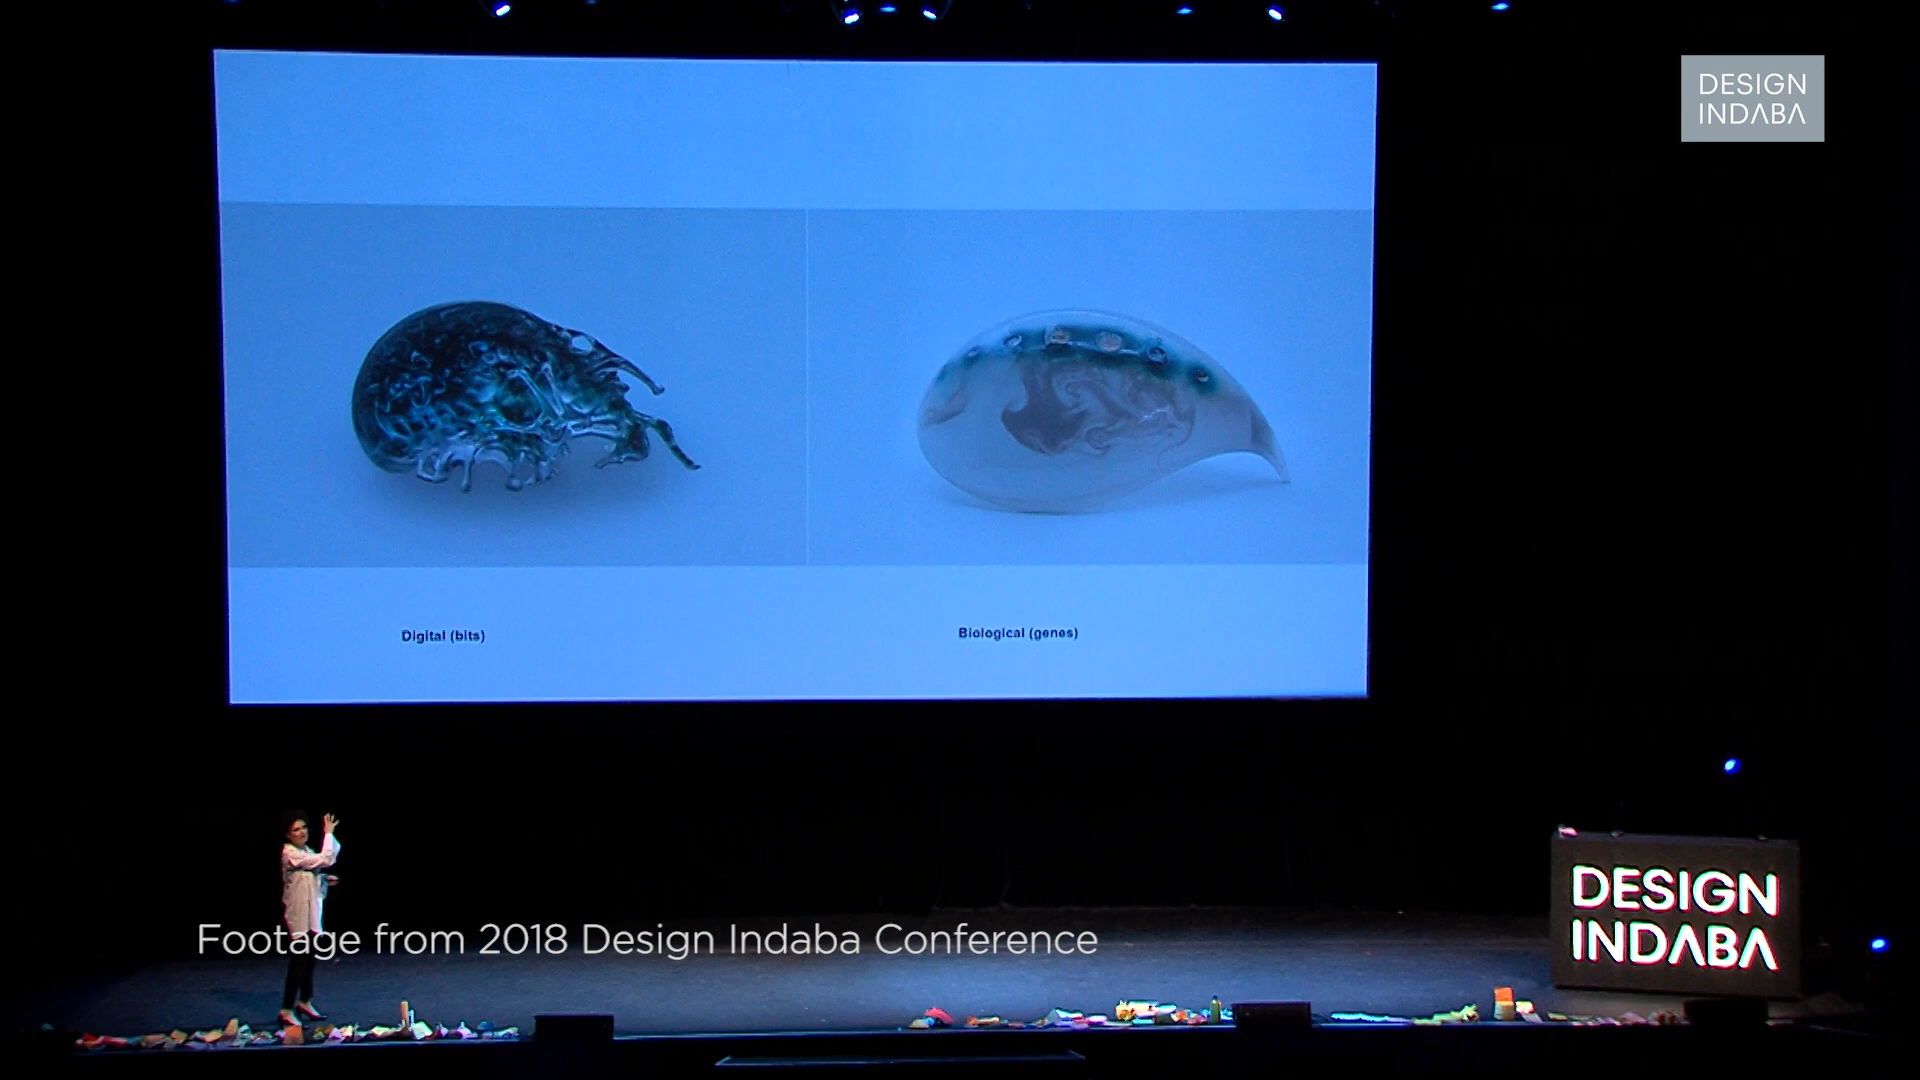 DESIGN
INDABA
Digital (bits)
Biological (genes)
Footage from 2018 Design Indaba Conference
DESIGN
INDABA